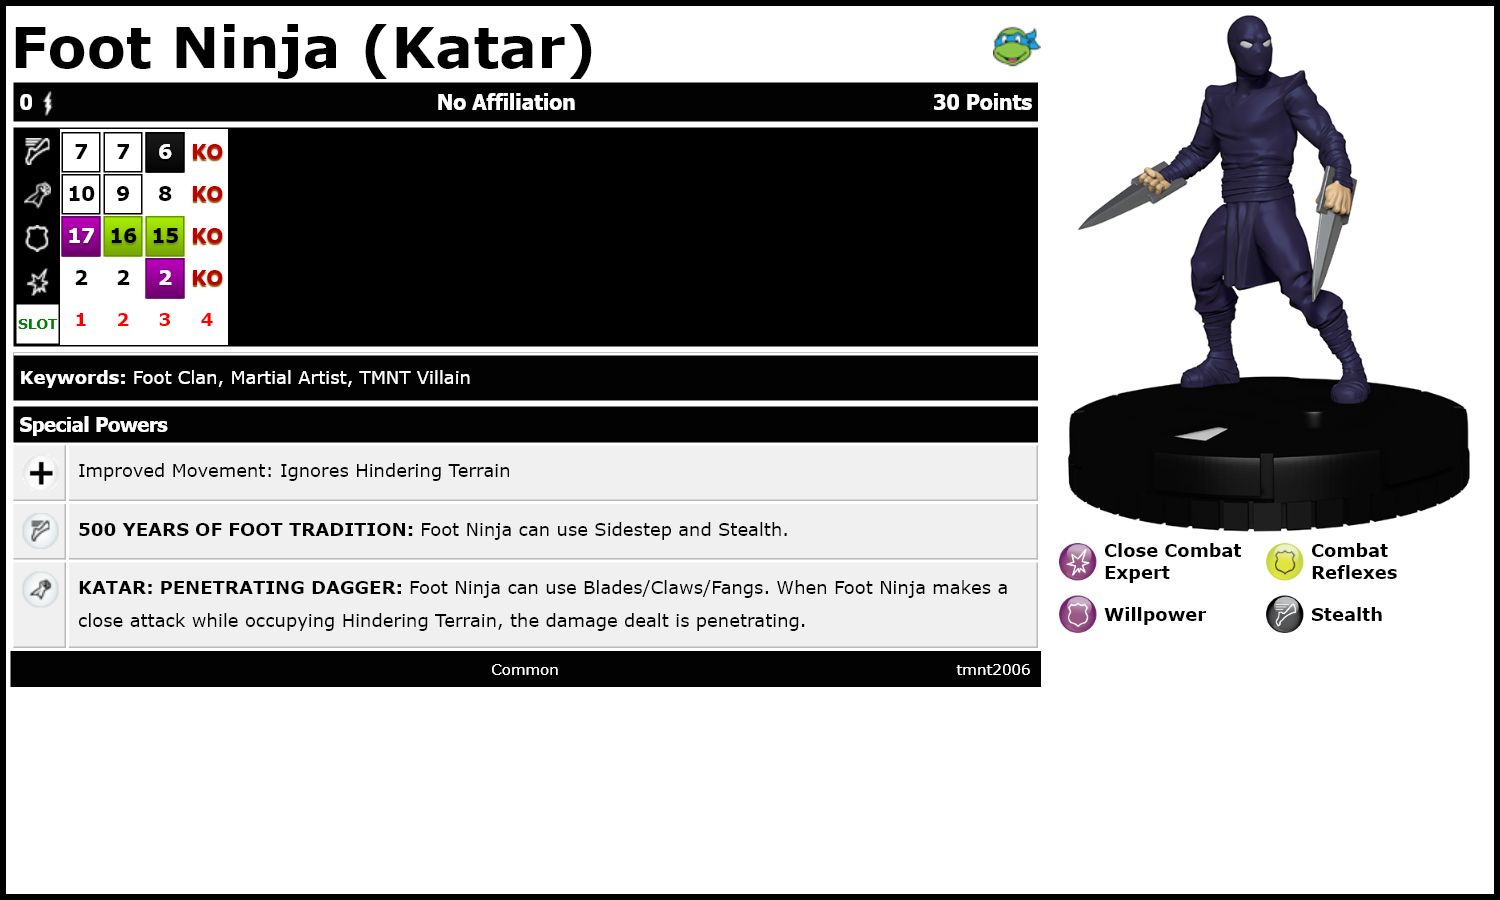 Foot Ninja (Katar)
0 No Affiliation 30 Points
7 7 6 KO
10 9 8 KO
17 16 15 KO
2 2 2 KO
SLOT 1 2 3 4
Keywords: Foot Clan, Martial Artist, TMNT Villain
Special Powers
Improved Movement: Ignores Hindering Terrain
500 YEARS OF FOOT TRADITION: Foot Ninja can use Sidestep and Stealth.
KATAR: PENETRATING DAGGER: Foot Ninja can use Blades/Claws/Fangs. When Foot Ninja makes a
close attack while occupying Hindering Terrain, the damage dealt is penetrating.
Common tmnt2006
Close Combat
Expert
Combat
Reflexes
Willpower
Stealth